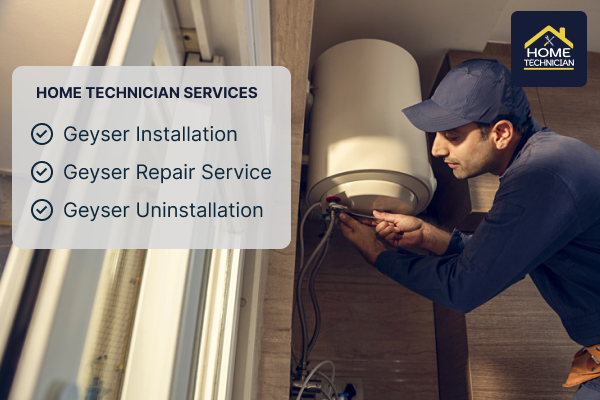 HOME
TECHNICIAN
HOME TECHNICIAN SERVICES
Geyser Installation
Geyser Repair Service
Geyser Uninstallation